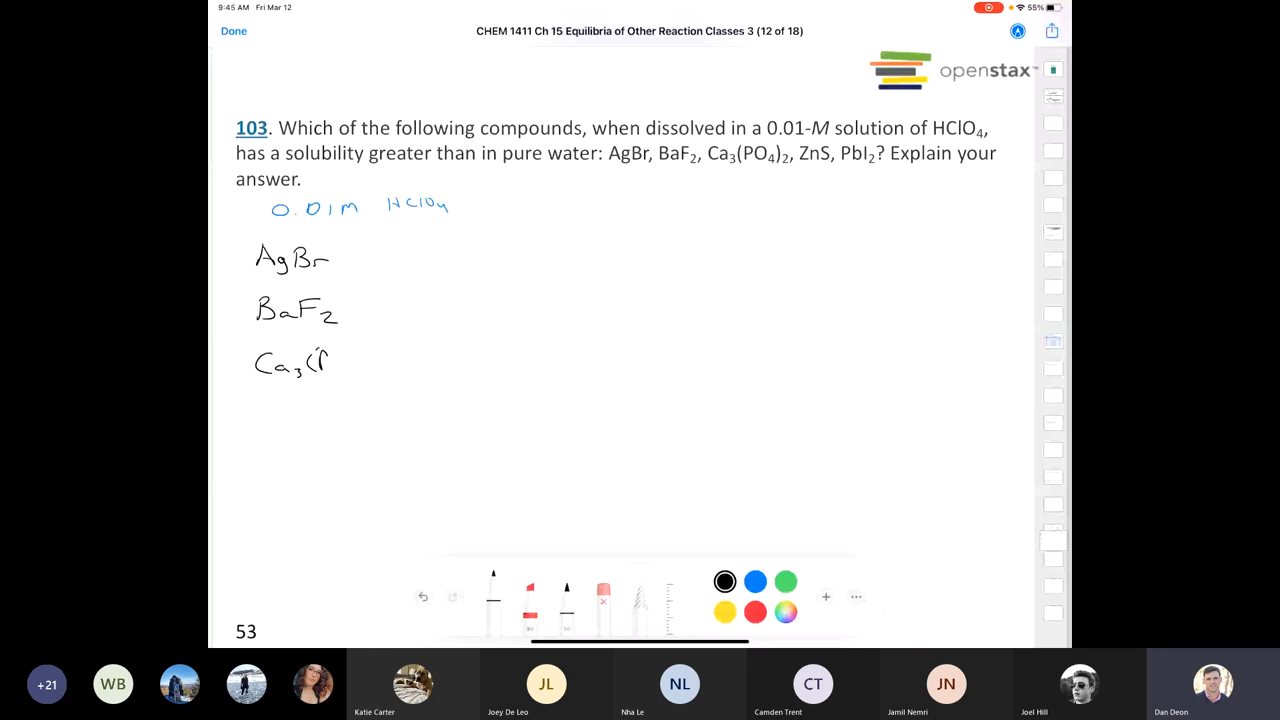 9:45 AM Fri Mar 12
55%
Done
CHEM 1411 Ch 15 Equilibria of Other Reaction Classes 3 (12 of 18)
openstax™
103. Which of the following compounds, when dissolved in a 0.01-M solution of HClO₄,
has a solubility greater than in pure water: AgBr, BaF₂, Ca₃(PO₄)₂, ZnS, PbI₂? Explain your
answer.
0.01M HClO₄
AgBr
BaF₂
Ca₃(P
53
+21
WB
JL
NL
CT
JN
Katie Carter
Joey De Leo
Nha Le
Camden Trent
Jamil Nemri
Joel Hill
Dan Deon